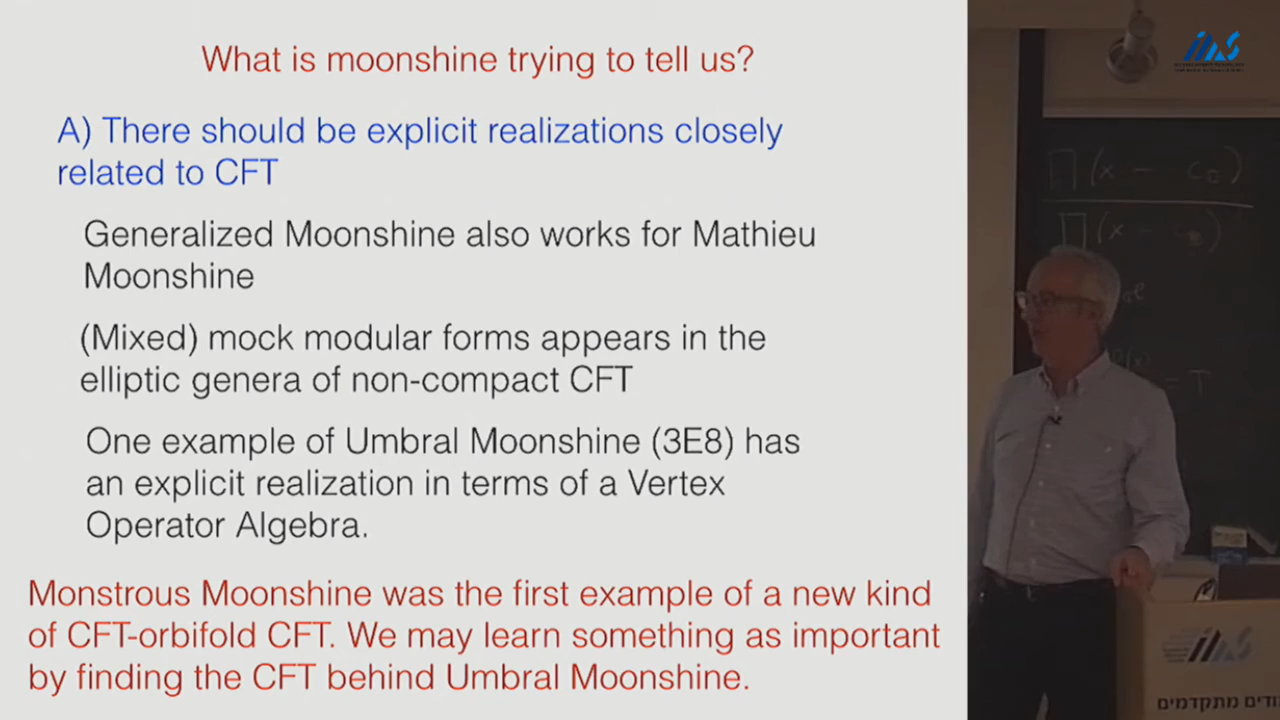 What is moonshine trying to tell us?
A) There should be explicit realizations closely
related to CFT
Generalized Moonshine also works for Mathieu
Moonshine
(Mixed) mock modular forms appears in the
elliptic genera of non-compact CFT
One example of Umbral Moonshine (3E8) has
an explicit realization in terms of a Vertex
Operator Algebra.
Monstrous Moonshine was the first example of a new kind
of CFT-orbifold CFT. We may learn something as important
by finding the CFT behind Umbral Moonshine.